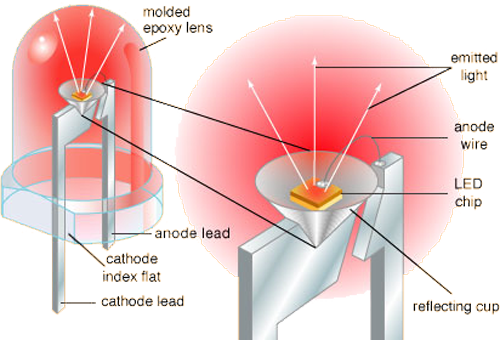 molded
epoxy lens
emitted
light
anode
wire
LED
chip
anode lead
cathode
index flat
cathode lead
reflecting cup